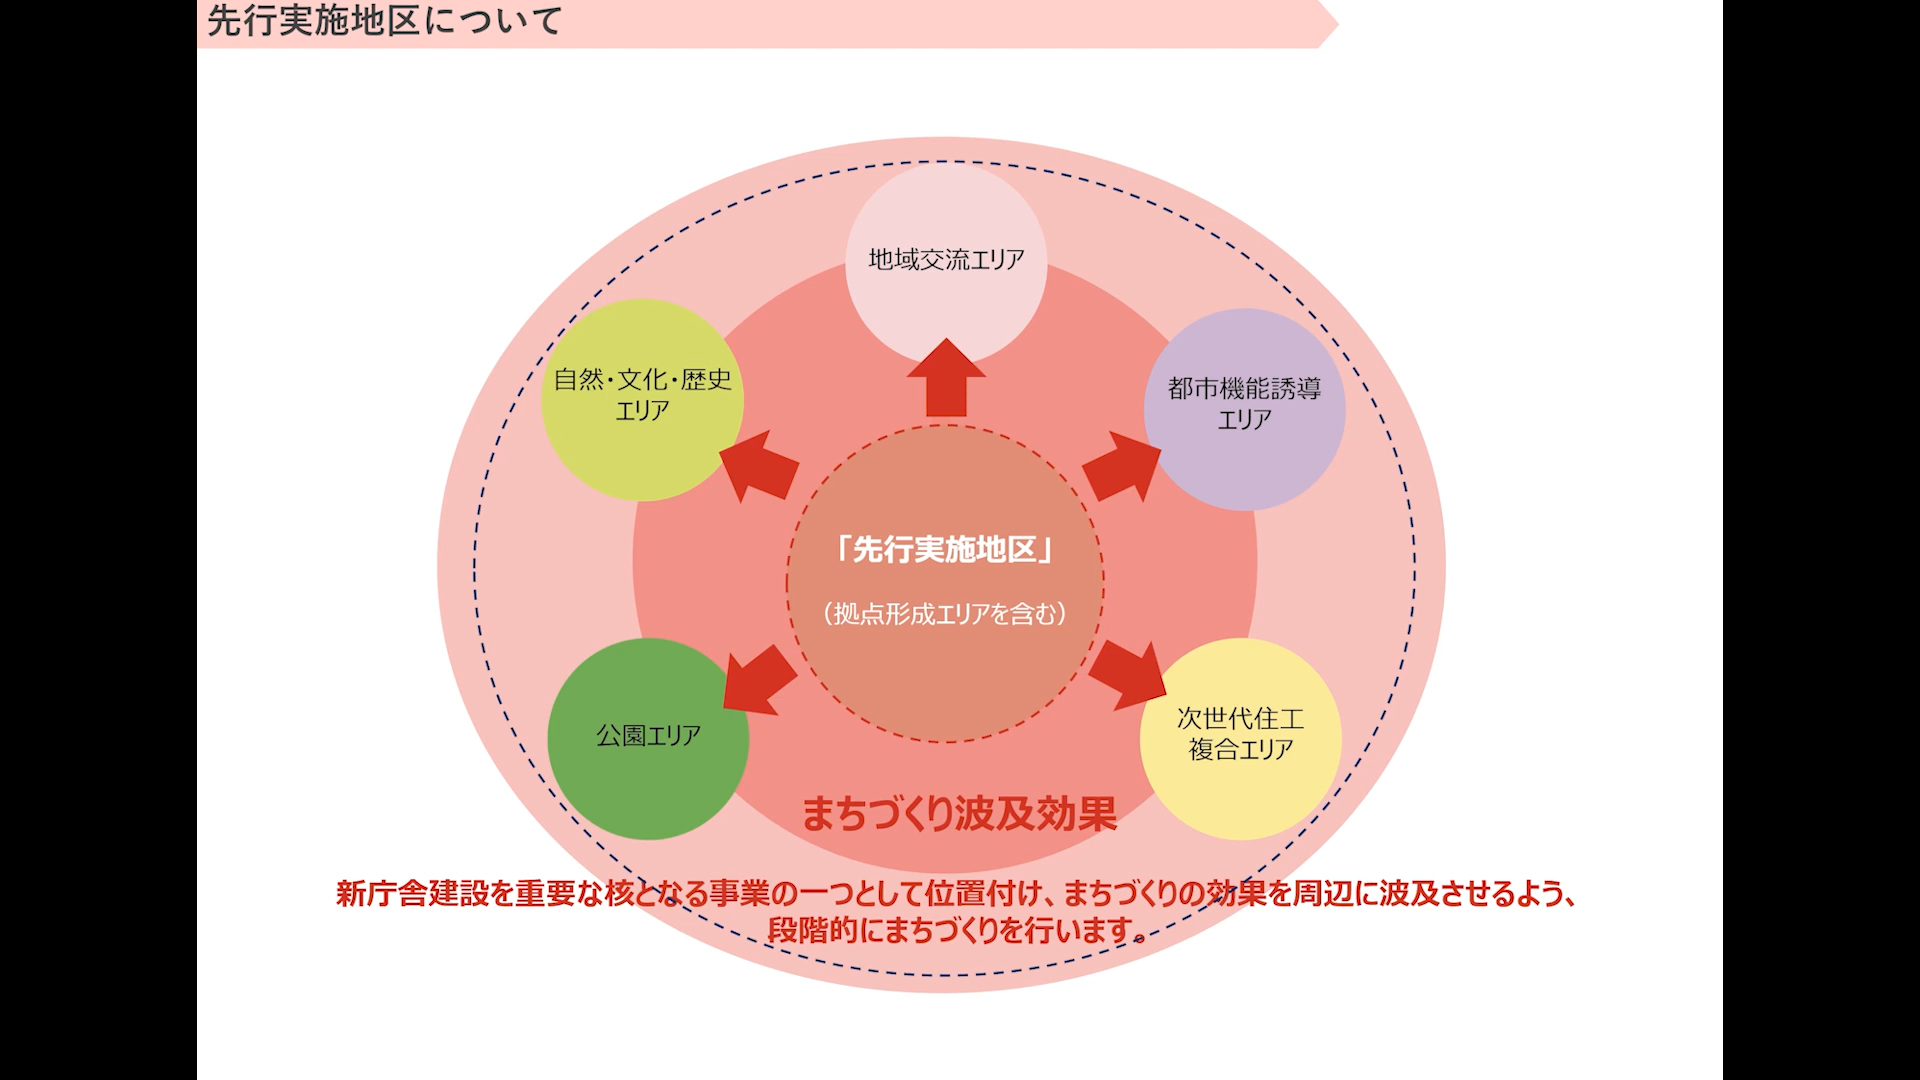 先行実施地区について
地域交流エリア
自然・文化・歴史
エリア
都市機能誘導
エリア
「先行実施地区」
（拠点形成エリアを含む）
公園エリア
次世代住工
複合エリア
まちづくり波及効果
新庁舎建設を重要な核となる事業の一つとして位置付け、まちづくりの効果を周辺に波及させるよう、
段階的にまちづくりを行います。